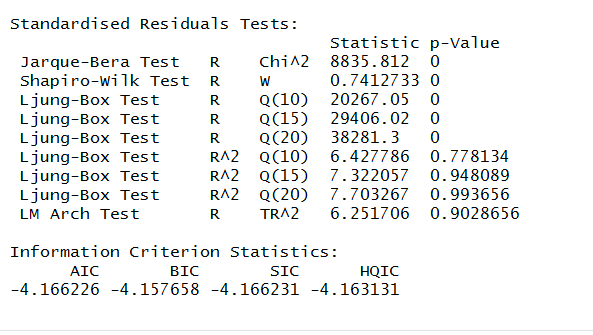 Standardised Residuals Tests:
Statistic p-Value
Jarque-Bera Test R Chi^2 8835.812 0
Shapiro-Wilk Test R W 0.7412733 0
Ljung-Box Test R Q(10) 20267.05 0
Ljung-Box Test R Q(15) 29406.02 0
Ljung-Box Test R Q(20) 38281.3 0
Ljung-Box Test R^2 Q(10) 6.427786 0.778134
Ljung-Box Test R^2 Q(15) 7.322057 0.948089
Ljung-Box Test R^2 Q(20) 7.703267 0.993656
LM Arch Test R TR^2 6.251706 0.9028656
Information Criterion Statistics:
AIC BIC SIC HQIC
-4.166226 -4.157658 -4.166231 -4.163131